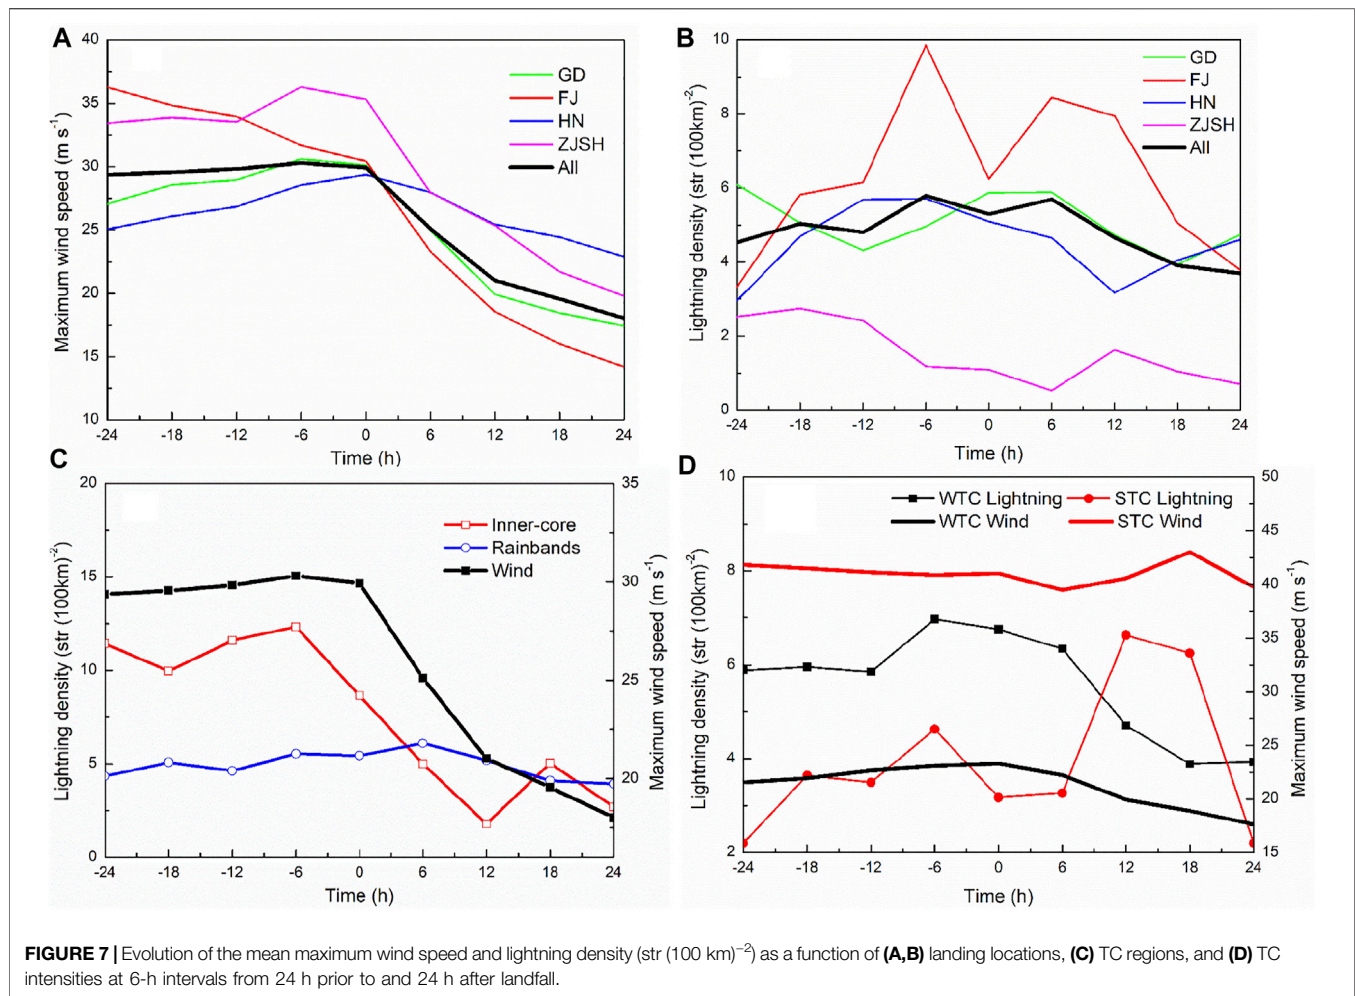 A
40
35
30
25
20
15
10
Maximum wind speed (m s⁻¹)
GD
FJ
HN
ZJSH
All
-24 -18 -12 -6 0 6 12 18 24
Time (h)
B
10
8
6
4
2
0
Lightning density (str (100km)⁻²)
GD
FJ
HN
ZJSH
All
-24 -18 -12 -6 0 6 12 18 24
Time (h)
C
20
15
10
5
0
Lightning density (str (100km)⁻²)
Inner-core
Rainbands
Wind
35
30
25
20
Maximum wind speed (m s⁻¹)
-24 -18 -12 -6 0 6 12 18 24
Time (h)
D
10
8
6
4
2
Lightning density (str (100km)⁻²)
WTC Lightning STC Lightning
WTC Wind STC Wind
50
45
40
35
30
25
20
15
Maximum wind speed (m s⁻¹)
-24 -18 -12 -6 0 6 12 18 24
Time (h)
FIGURE 7 | Evolution of the mean maximum wind speed and lightning density (str (100 km)⁻²) as a function of (A,B) landing locations, (C) TC regions, and (D) TC
intensities at 6-h intervals from 24 h prior to and 24 h after landfall.